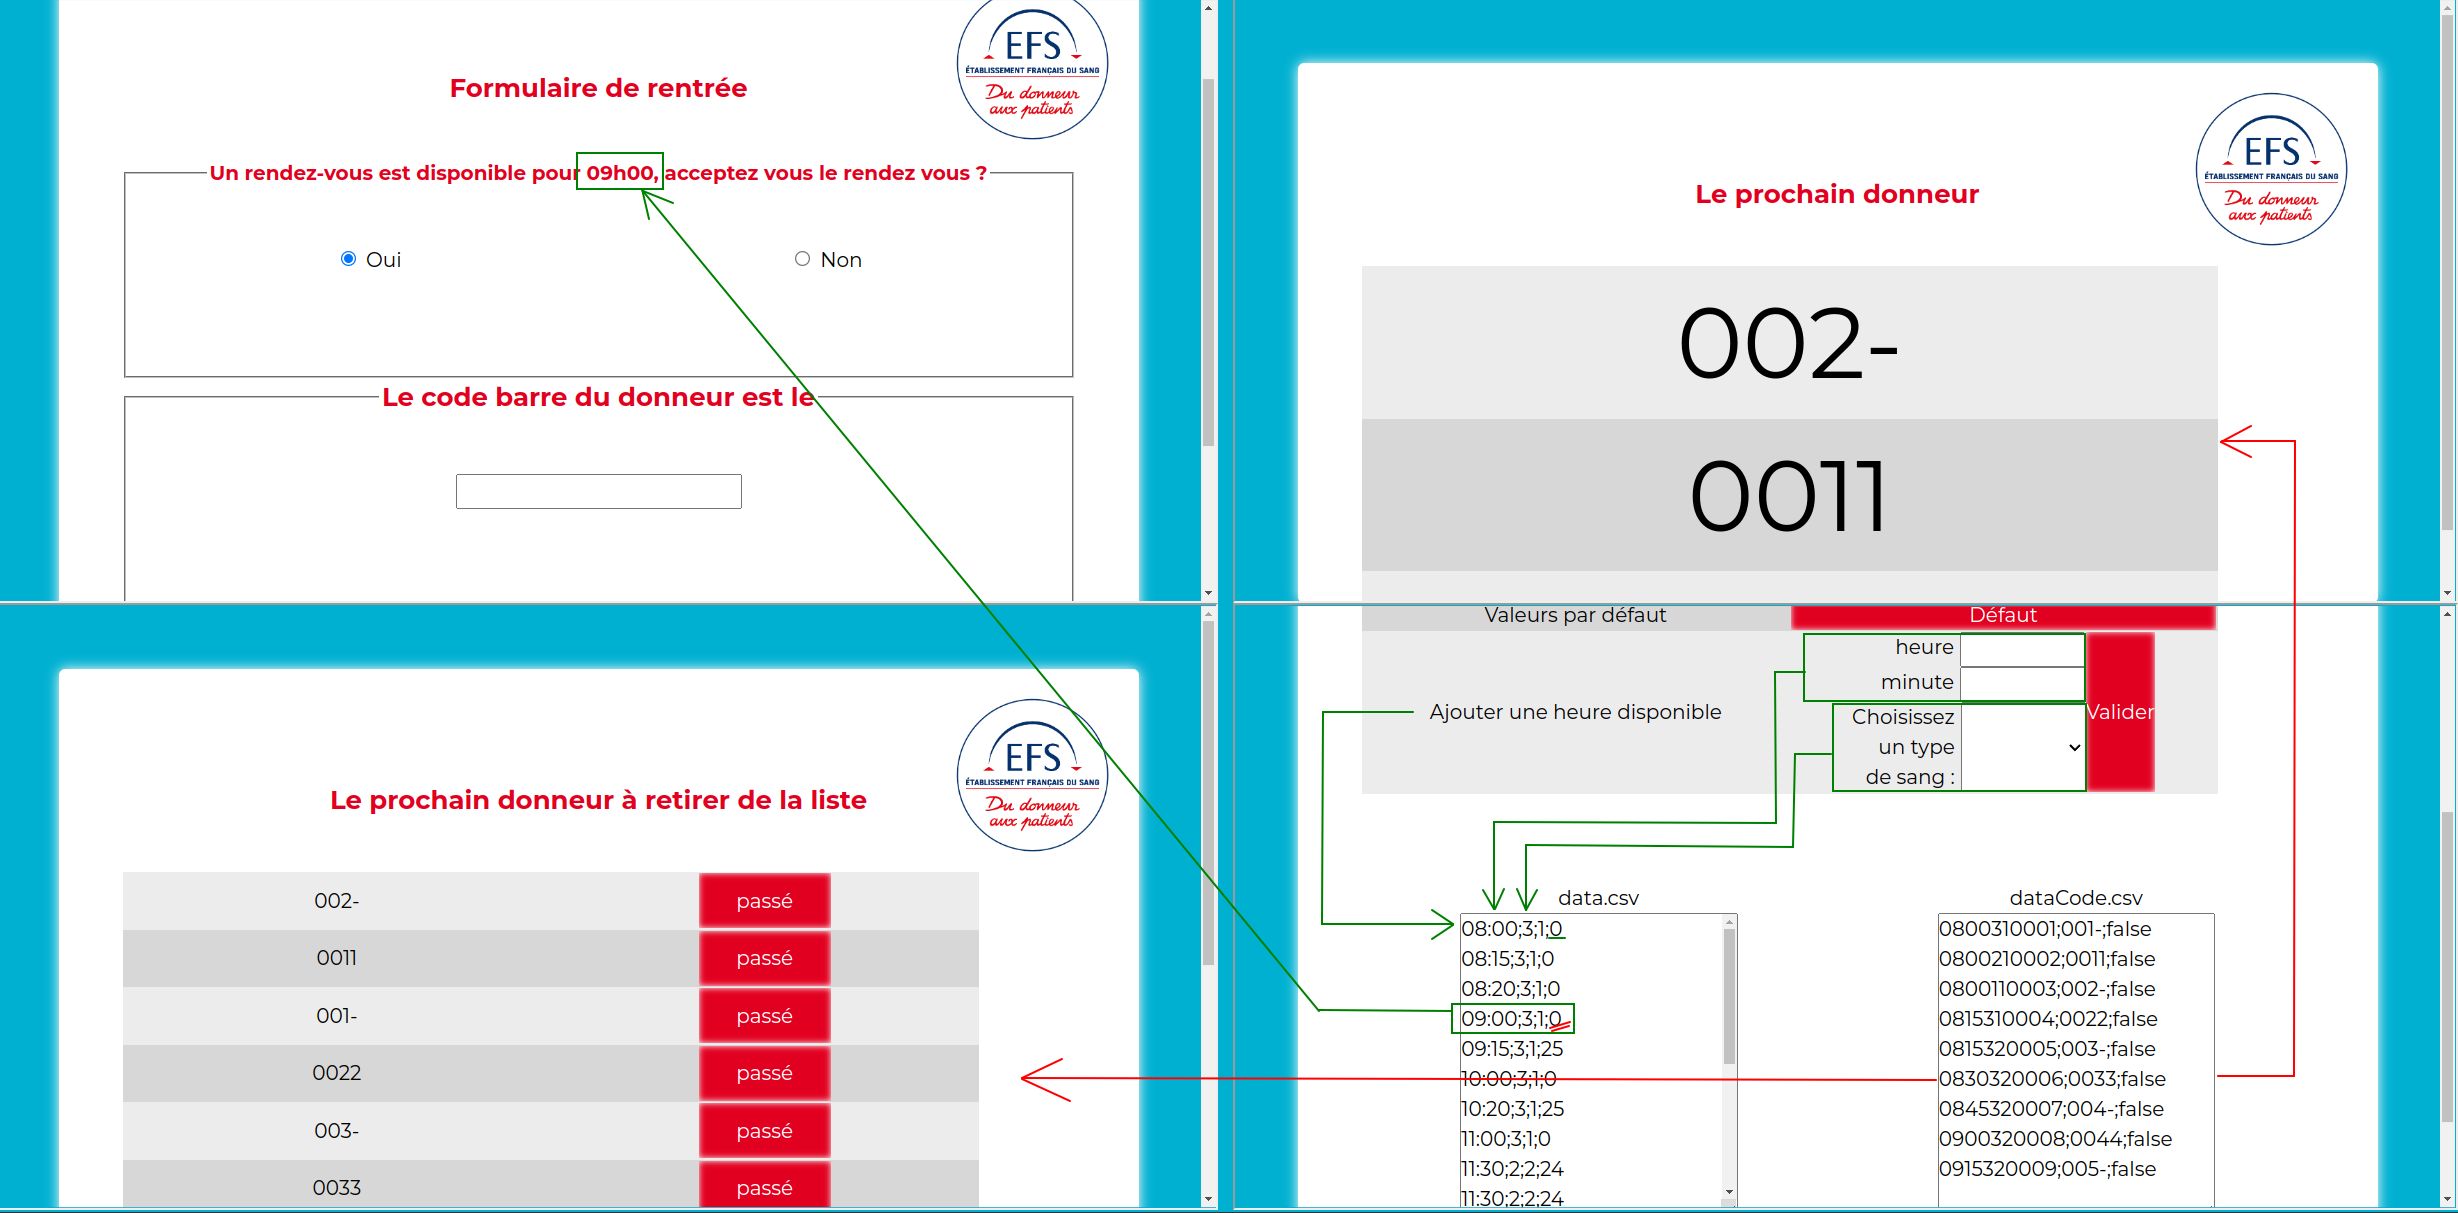 EFS
ÉTABLISSEMENT FRANÇAIS DU SANG
Du donneur
aux patients
Formulaire de rentrée
Un rendez-vous est disponible pour 09h00, acceptez vous le rendez vous ?
Oui
Non
Le code barre du donneur est le
EFS
ÉTABLISSEMENT FRANÇAIS DU SANG
Du donneur
aux patients
Le prochain donneur
002-
0011
EFS
ÉTABLISSEMENT FRANÇAIS DU SANG
Du donneur
aux patients
Le prochain donneur à retirer de la liste
002- passé
0011 passé
001- passé
0022 passé
003- passé
0033 passé
Valeurs par défaut Défaut
Ajouter une heure disponible
heure
minute
Choisissez
un type
de sang :
Valider
data.csv
08:00;3;1;0
08:15;3;1;0
08:20;3;1;0
09:00;3;1;0
09:15;3;1;25
10:00;3;1;0
10:20;3;1;25
11:00;3;1;0
11:30;2;2;24
11:30;2;2;24
dataCode.csv
0800310001;001-;false
0800210002;0011;false
0800110003;002-;false
0815310004;0022;false
0815320005;003-;false
0830320006;0033;false
0845320007;004-;false
0900320008;0044;false
0915320009;005-;false